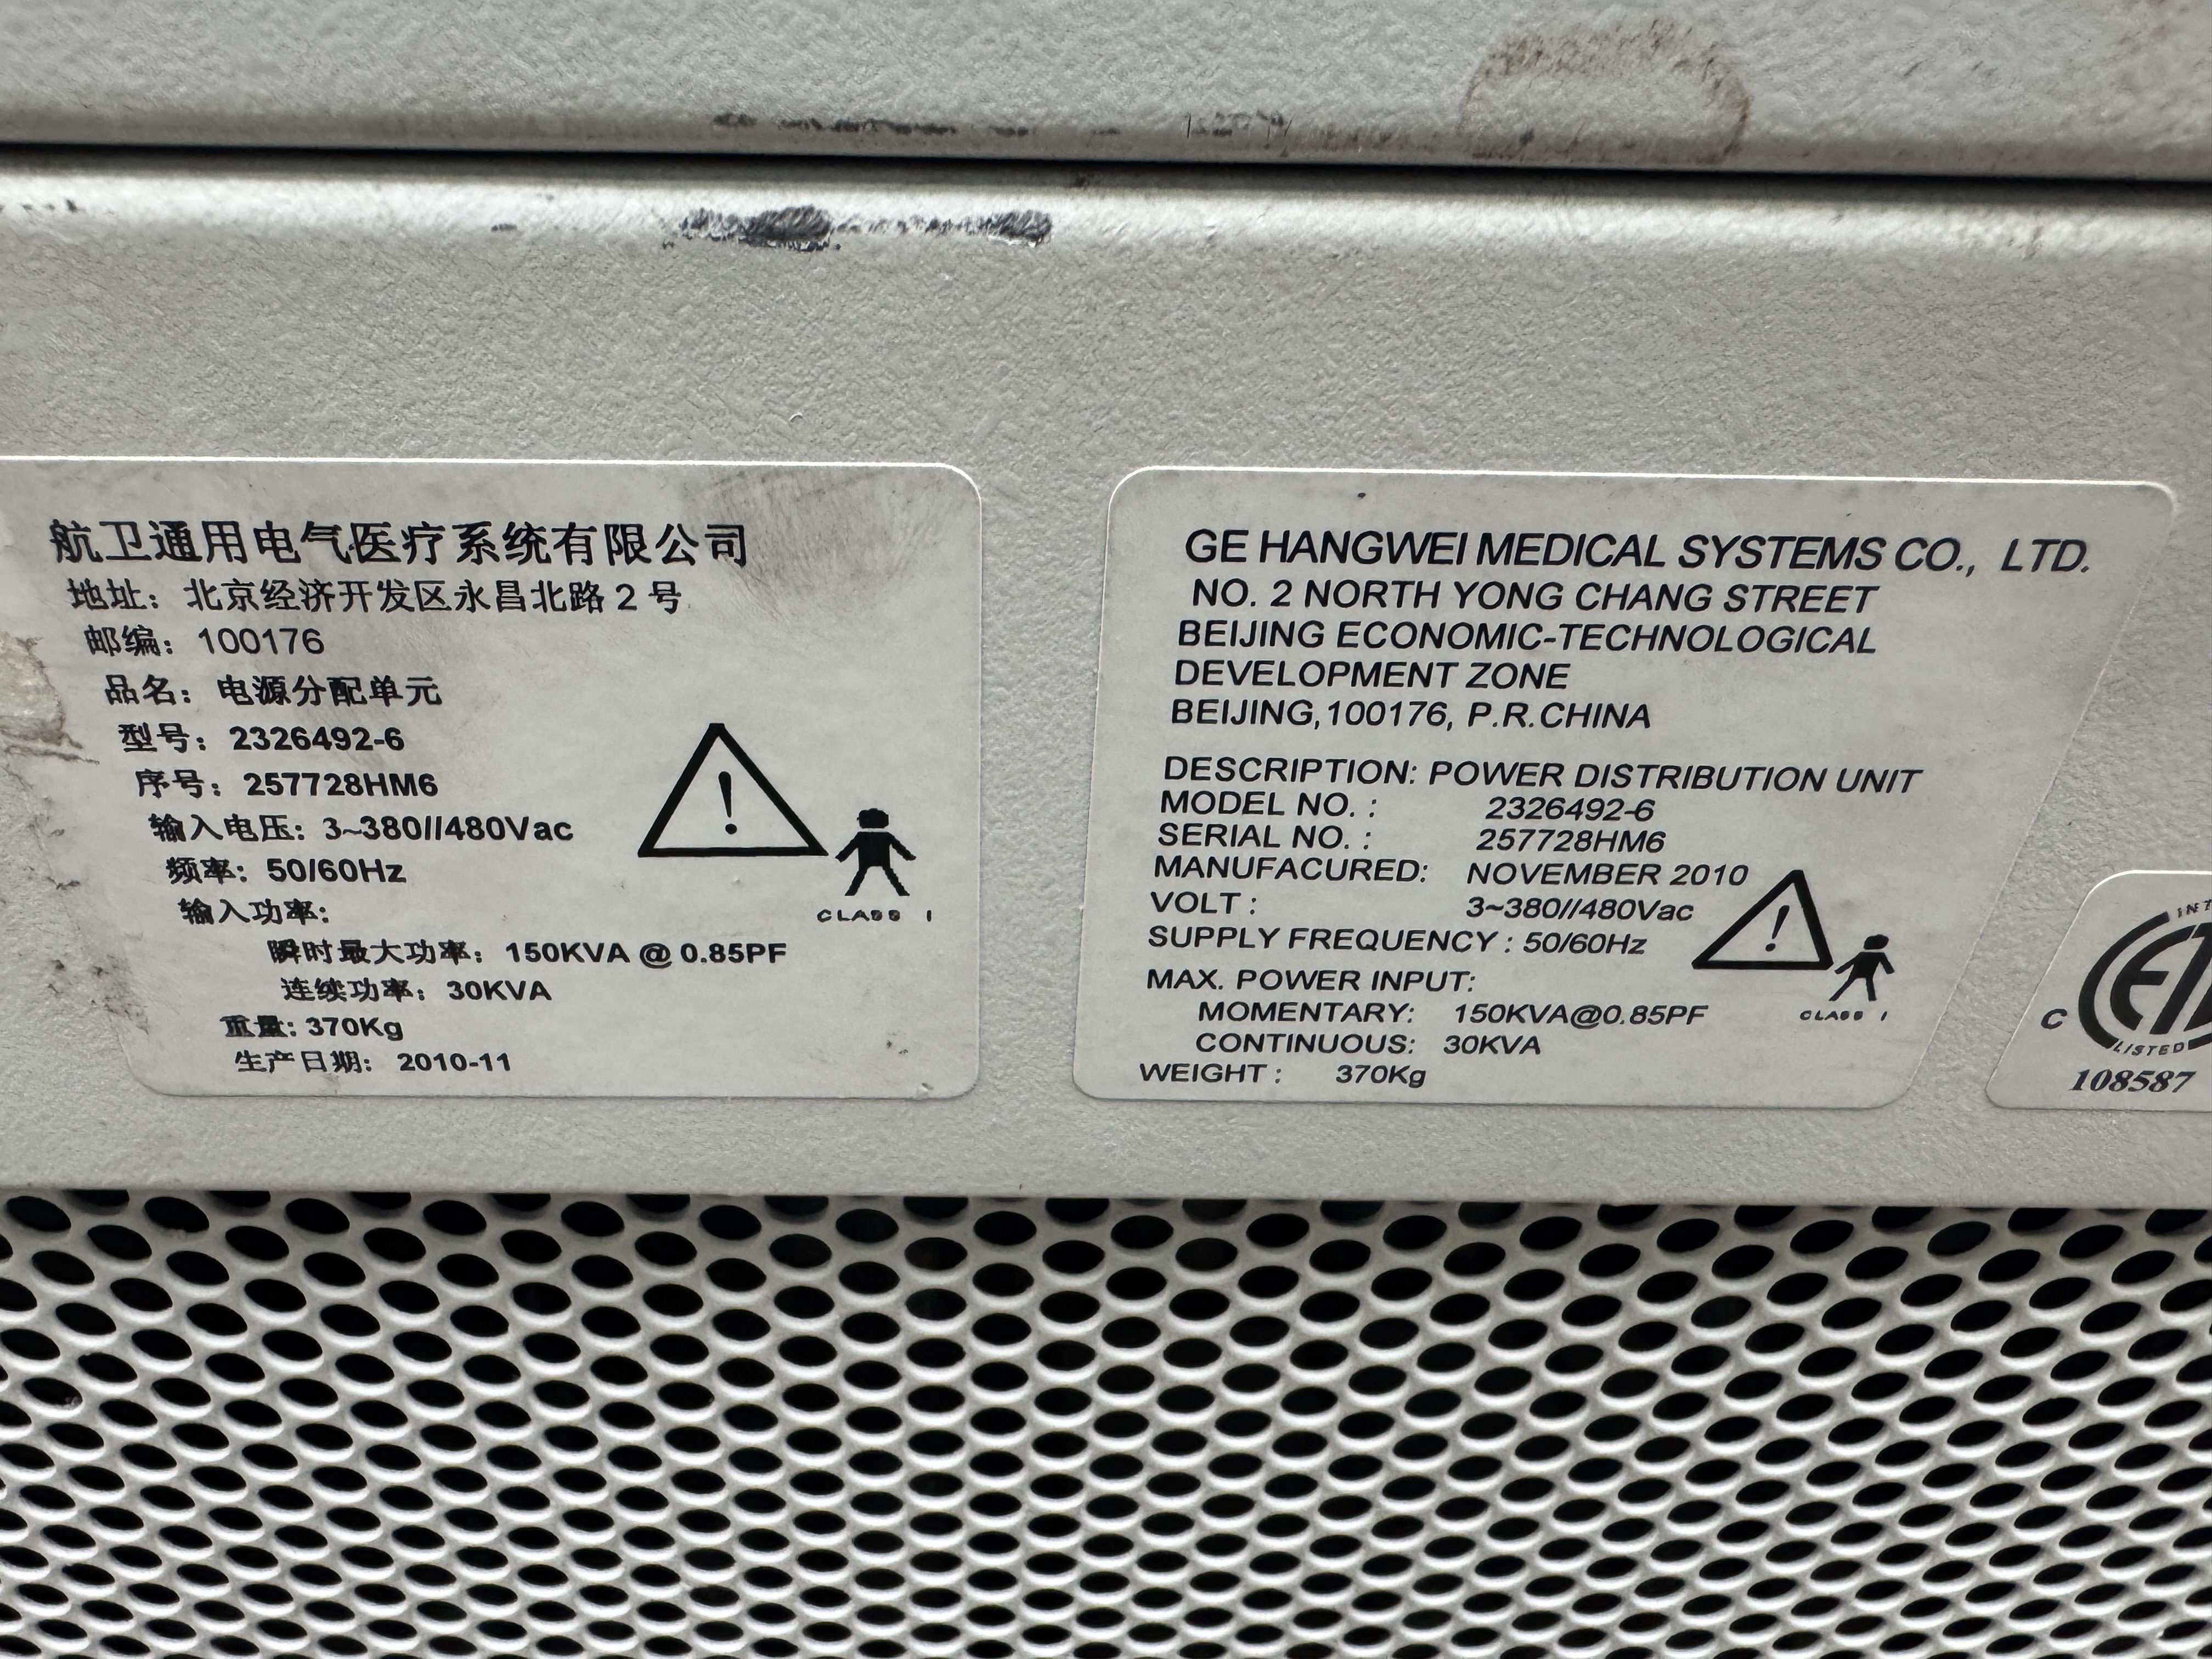 航卫通用电气医疗系统有限公司
地址：北京经济开发区永昌北路2号
邮编：100176
品名：电源分配单元
型号：2326492-6
序号：257728HM6
输入电压：3~380//480Vac
频率：50/60Hz
输入功率：
瞬时最大功率：150KVA @ 0.85PF
连续功率：30KVA
重量：370Kg
生产日期：2010-11
CLASS I
GE HANGWEI MEDICAL SYSTEMS CO., LTD.
NO. 2 NORTH YONG CHANG STREET
BEIJING ECONOMIC-TECHNOLOGICAL
DEVELOPMENT ZONE
BEIJING,100176, P.R.CHINA
DESCRIPTION: POWER DISTRIBUTION UNIT
MODEL NO. : 2326492-6
SERIAL NO. : 257728HM6
MANUFACURED: NOVEMBER 2010
VOLT : 3~380//480Vac
SUPPLY FREQUENCY : 50/60Hz
MAX. POWER INPUT:
MOMENTARY: 150KVA@0.85PF
CONTINUOUS: 30KVA
WEIGHT : 370Kg
CLASS I
C
LISTED
108587